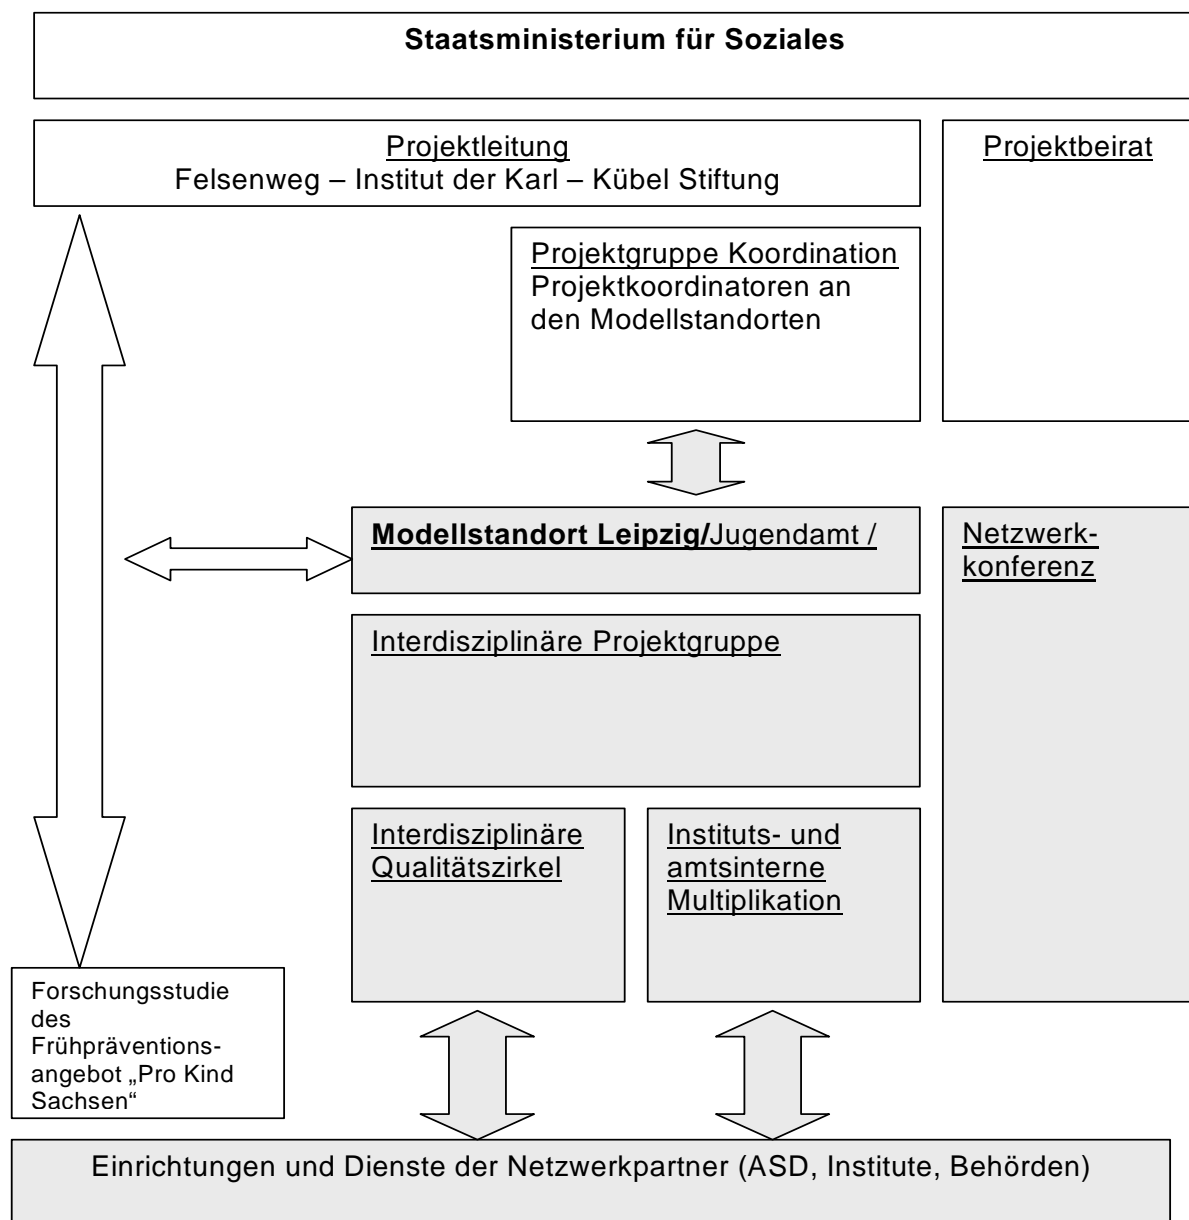 Staatsministerium für Soziales
Projektleitung
Felsenweg – Institut der Karl – Kübel Stiftung
Projektbeirat
Projektgruppe Koordination
Projektkoordinatoren an
den Modellstandorten
Modellstandort Leipzig/Jugendamt /
Netzwerk-
konferenz
Interdisziplinäre Projektgruppe
Interdisziplinäre
Qualitätszirkel
Instituts- und
amtsinterne
Multiplikation
Forschungsstudie
des
Frühpräventions-
angebot „Pro Kind
Sachsen“
Einrichtungen und Dienste der Netzwerkpartner (ASD, Institute, Behörden)